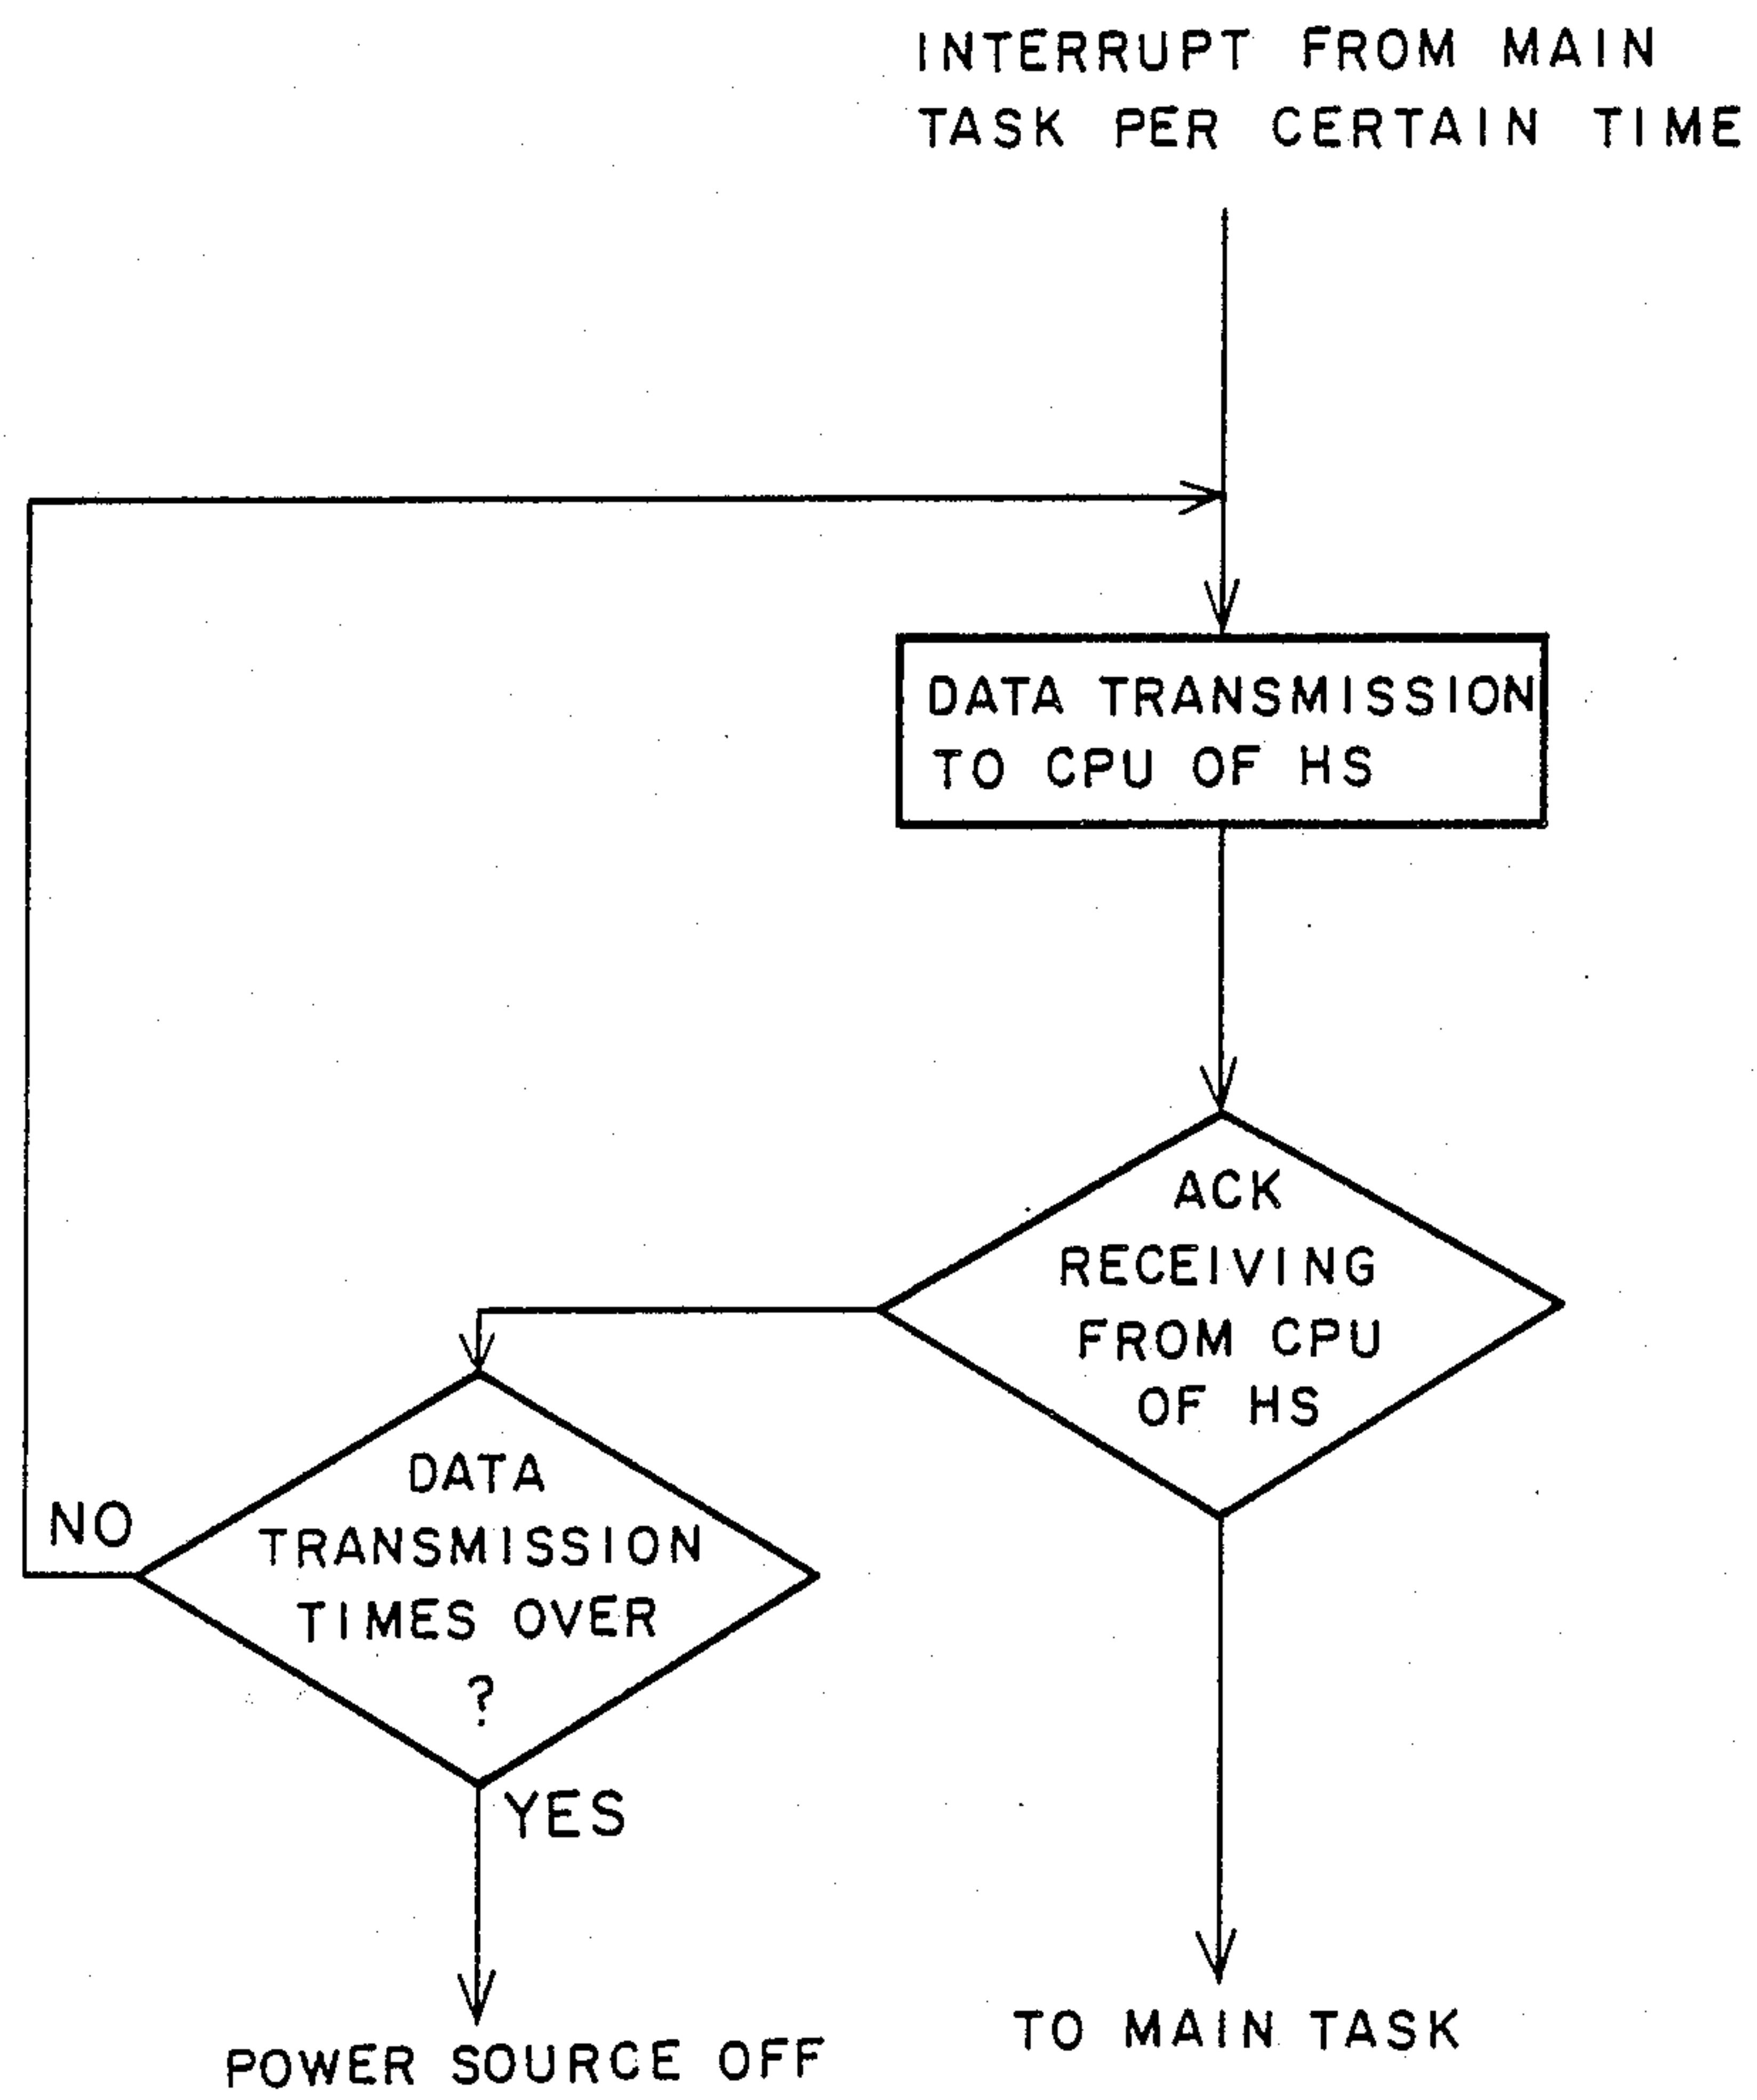 INTERRUPT FROM MAIN
TASK PER CERTAIN TIME
DATA TRANSMISSION
TO CPU OF HS
ACK
RECEIVING
FROM CPU
OF HS
DATA
TRANSMISSION
TIMES OVER
?
NO
YES
POWER SOURCE OFF
TO MAIN TASK